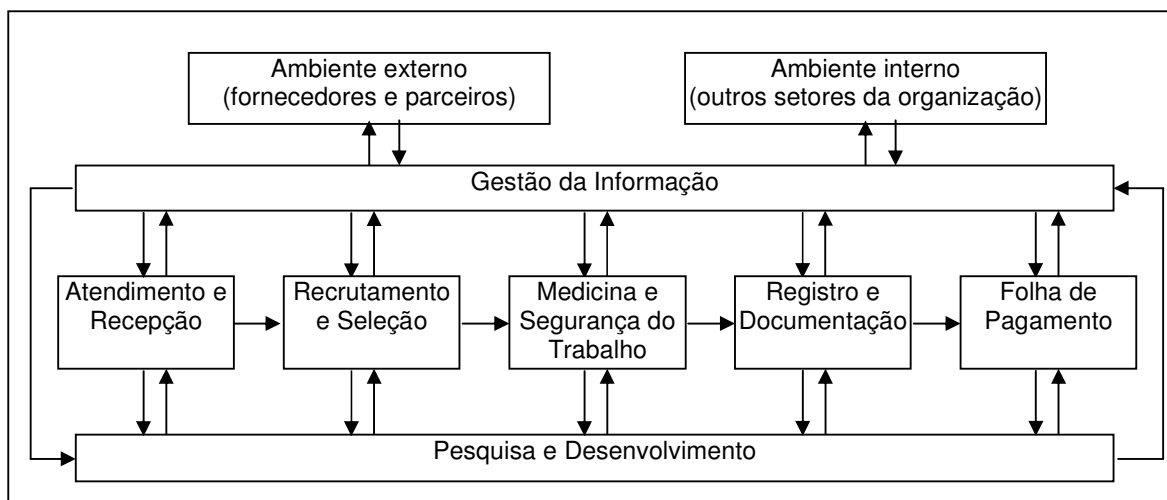 Ambiente externo
(fornecedores e parceiros)
Ambiente interno
(outros setores da organização)
Gestão da Informação
Atendimento e
Recepção
Recrutamento
e Seleção
Medicina e
Segurança do
Trabalho
Registro e
Documentação
Folha de
Pagamento
Pesquisa e Desenvolvimento